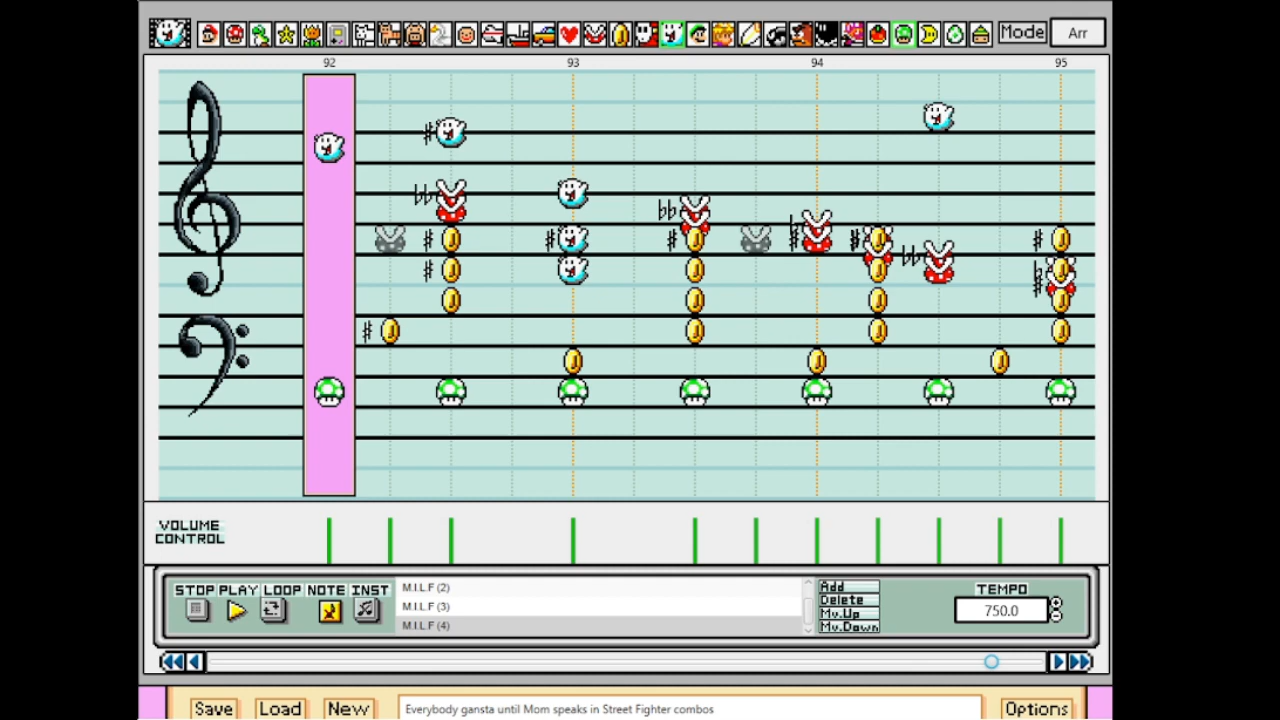 Mode Arr
92 93 94 95
VOLUME
CONTROL
STOP PLAY LOOP NOTE INST
M.I.L.F (2)
M.I.L.F (3)
M.I.L.F (4)
Add
Delete
Mv.Up
Mv.Down
TEMPO
750.0
Save Load New Everybody gansta until Mom speaks in Street Fighter combos Options